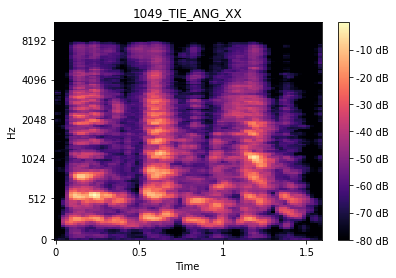 1049_TIE_ANG_XX
8192
4096
2048
1024
512
0
Hz
0
0.5
1
1.5
Time
-10 dB
-20 dB
-30 dB
-40 dB
-50 dB
-60 dB
-70 dB
-80 dB